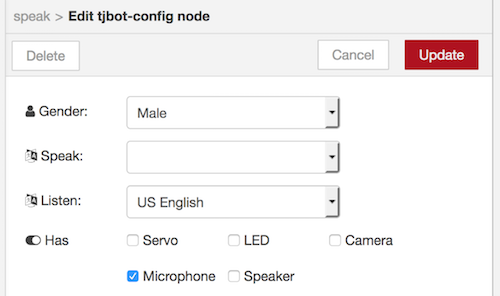 speak > Edit tjbot-config node
Delete Cancel Update
Gender: Male
Speak:
Listen: US English
Has Servo LED Camera
Microphone Speaker